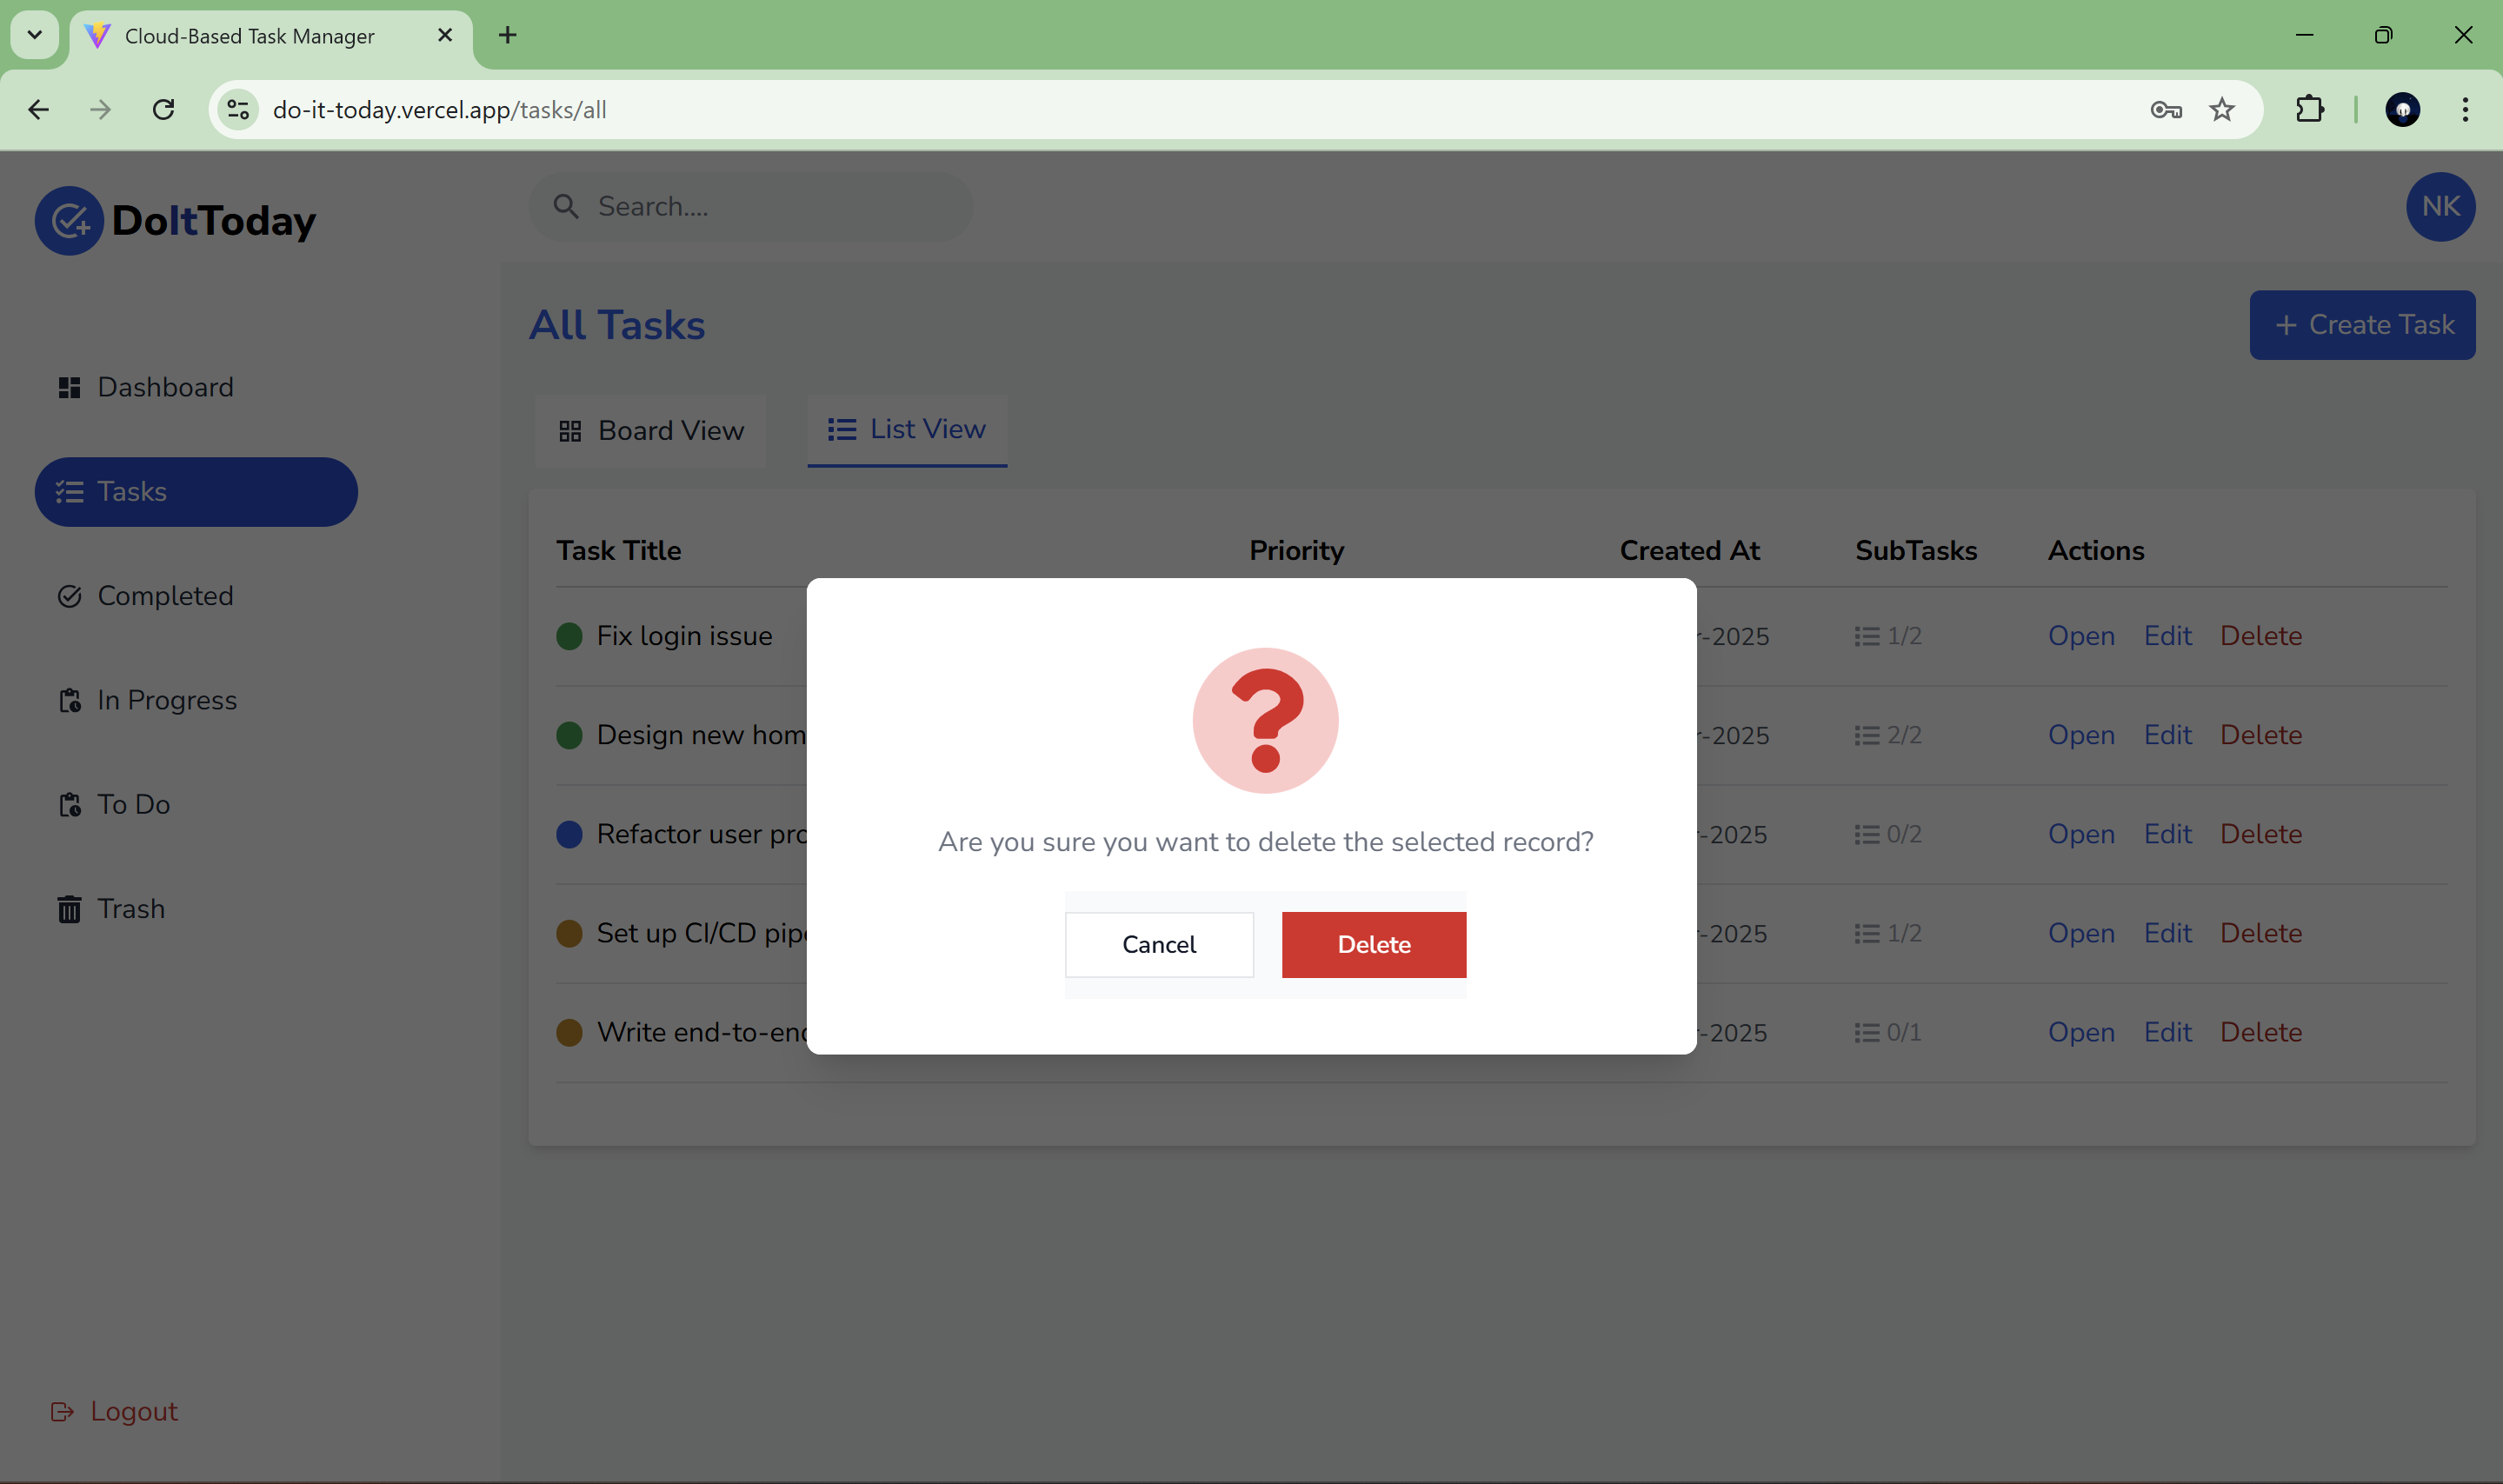 Cloud-Based Task Manager
do-it-today.vercel.app/tasks/all
DoItToday
Search....
NK
All Tasks
+ Create Task
Dashboard
Board View
List View
Tasks
Task Title Priority Created At SubTasks Actions
Completed
Fix login issue -2025 1/2 Open Edit Delete
In Progress
Design new hom -2025 2/2 Open Edit Delete
To Do
Refactor user pro -2025 0/2 Open Edit Delete
Are you sure you want to delete the selected record?
Trash
Set up CI/CD pip -2025 1/2 Open Edit Delete
Cancel Delete
Write end-to-end -2025 0/1 Open Edit Delete
Logout